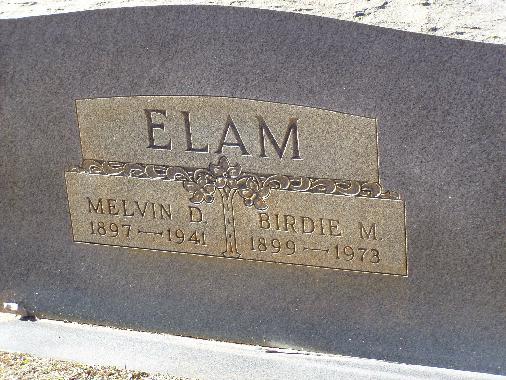 ELAM
MELVIN D.
1897—1941
BIRDIE M.
1899—1973